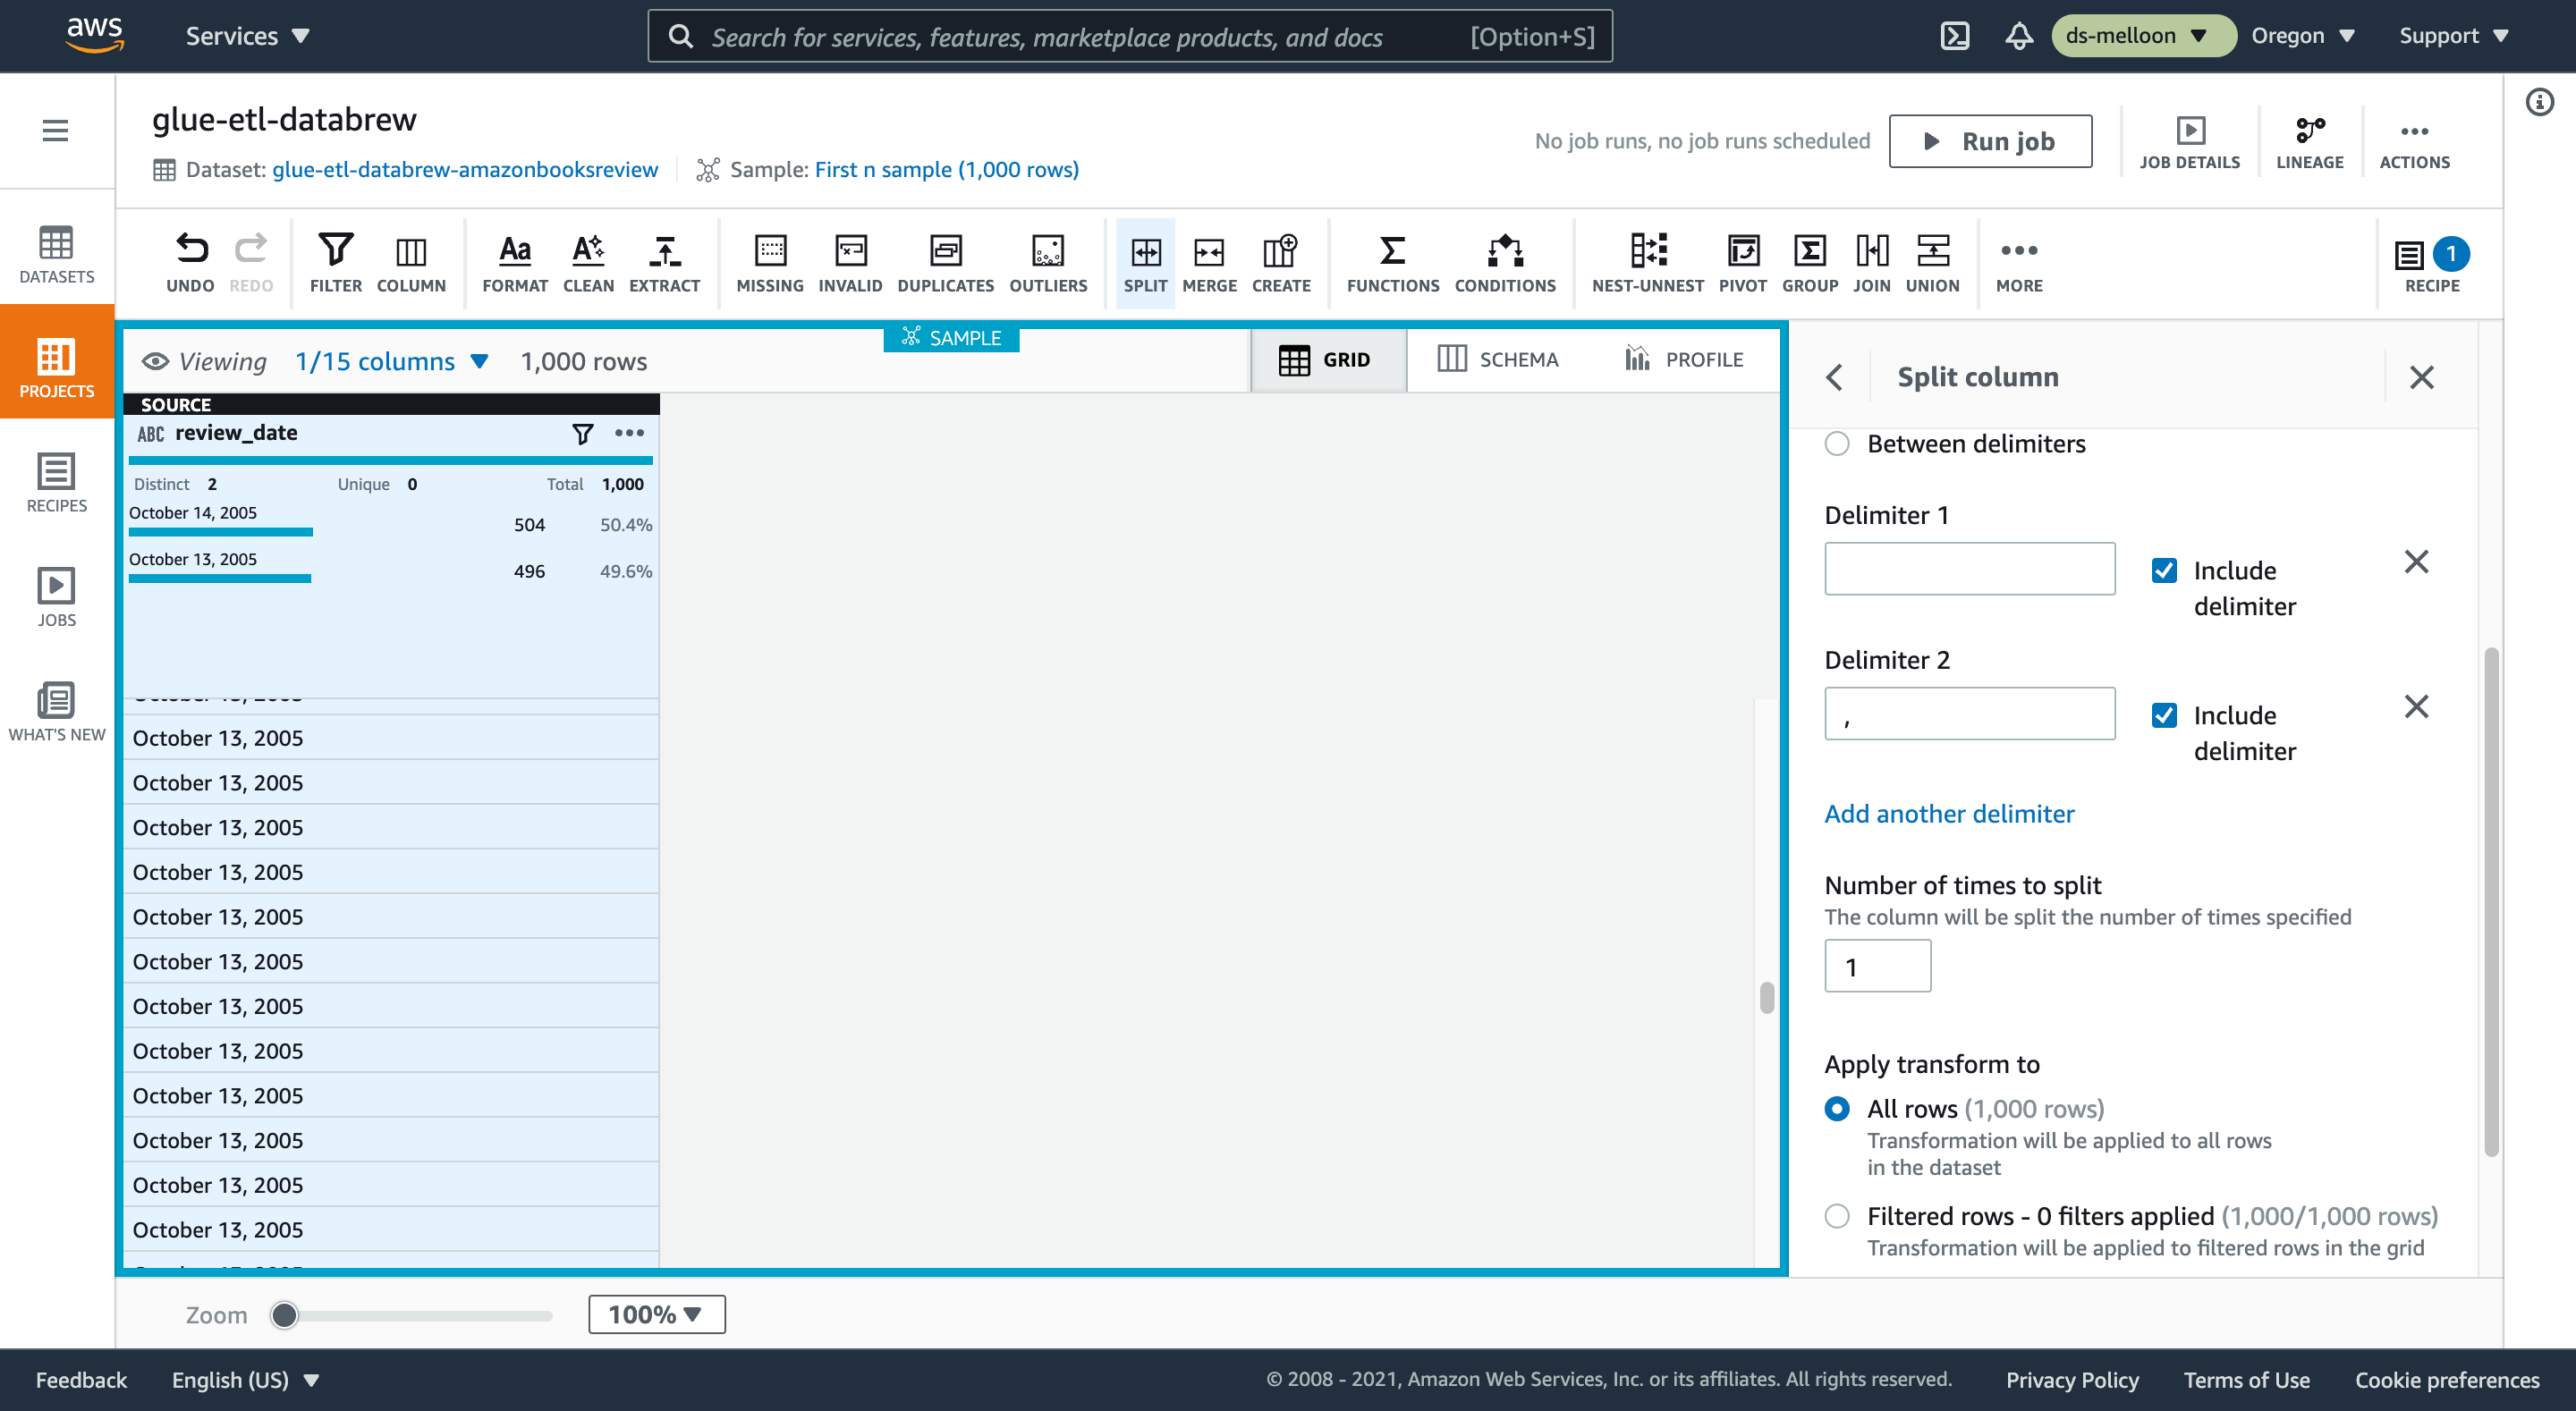 aws
Services
Search for services, features, marketplace products, and docs
[Option+S]
ds-melloon
Oregon
Support
glue-etl-databrew
Dataset: glue-etl-databrew-amazonbooksreview
Sample: First n sample (1,000 rows)
No job runs, no job runs scheduled
Run job
JOB DETAILS
LINEAGE
ACTIONS
DATASETS
PROJECTS
RECIPES
JOBS
WHAT'S NEW
UNDO
REDO
FILTER
COLUMN
FORMAT
CLEAN
EXTRACT
MISSING
INVALID
DUPLICATES
OUTLIERS
SPLIT
MERGE
CREATE
FUNCTIONS
CONDITIONS
NEST-UNNEST
PIVOT
GROUP
JOIN
UNION
MORE
1
RECIPE
Viewing
1/15 columns
1,000 rows
SAMPLE
GRID
SCHEMA
PROFILE
SOURCE
ABC review_date
Distinct 2
Unique 0
Total 1,000
October 14, 2005
504
50.4%
October 13, 2005
496
49.6%
October 13, 2005
October 13, 2005
October 13, 2005
October 13, 2005
October 13, 2005
October 13, 2005
October 13, 2005
October 13, 2005
October 13, 2005
October 13, 2005
October 13, 2005
October 13, 2005
Split column
Between delimiters
Delimiter 1
Include
delimiter
Delimiter 2
,
Include
delimiter
Add another delimiter
Number of times to split
The column will be split the number of times specified
1
Apply transform to
All rows (1,000 rows)
Transformation will be applied to all rows
in the dataset
Filtered rows - 0 filters applied (1,000/1,000 rows)
Transformation will be applied to filtered rows in the grid
Zoom
100%
Feedback
English (US)
© 2008 - 2021, Amazon Web Services, Inc. or its affiliates. All rights reserved.
Privacy Policy
Terms of Use
Cookie preferences